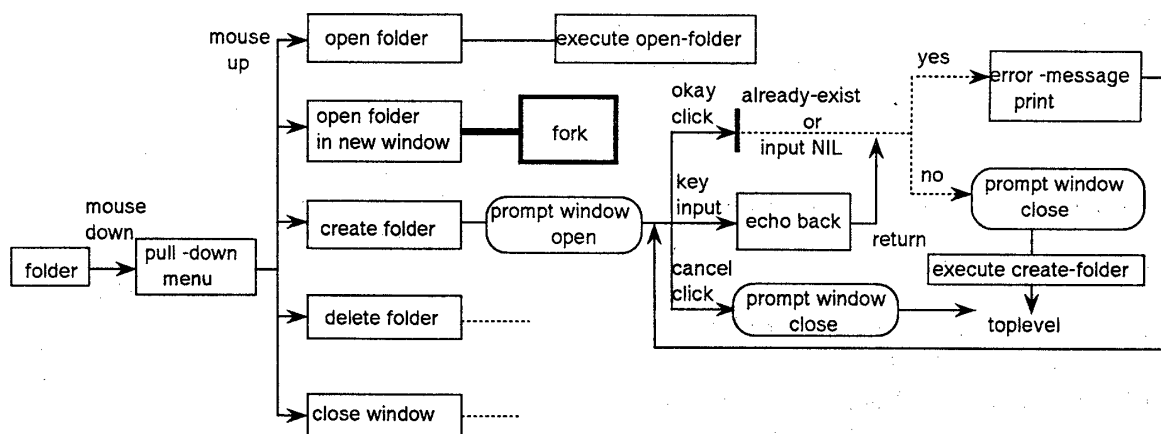 mouse
up
open folder
execute open-folder
yes
error -message
print
okay
click
already-exist
or
input NIL
open folder
in new window
fork
no
key
input
prompt window
close
mouse
down
create folder
prompt window
open
echo back
return
folder
pull -down
menu
execute create-folder
cancel
click
prompt window
close
toplevel
delete folder
close window